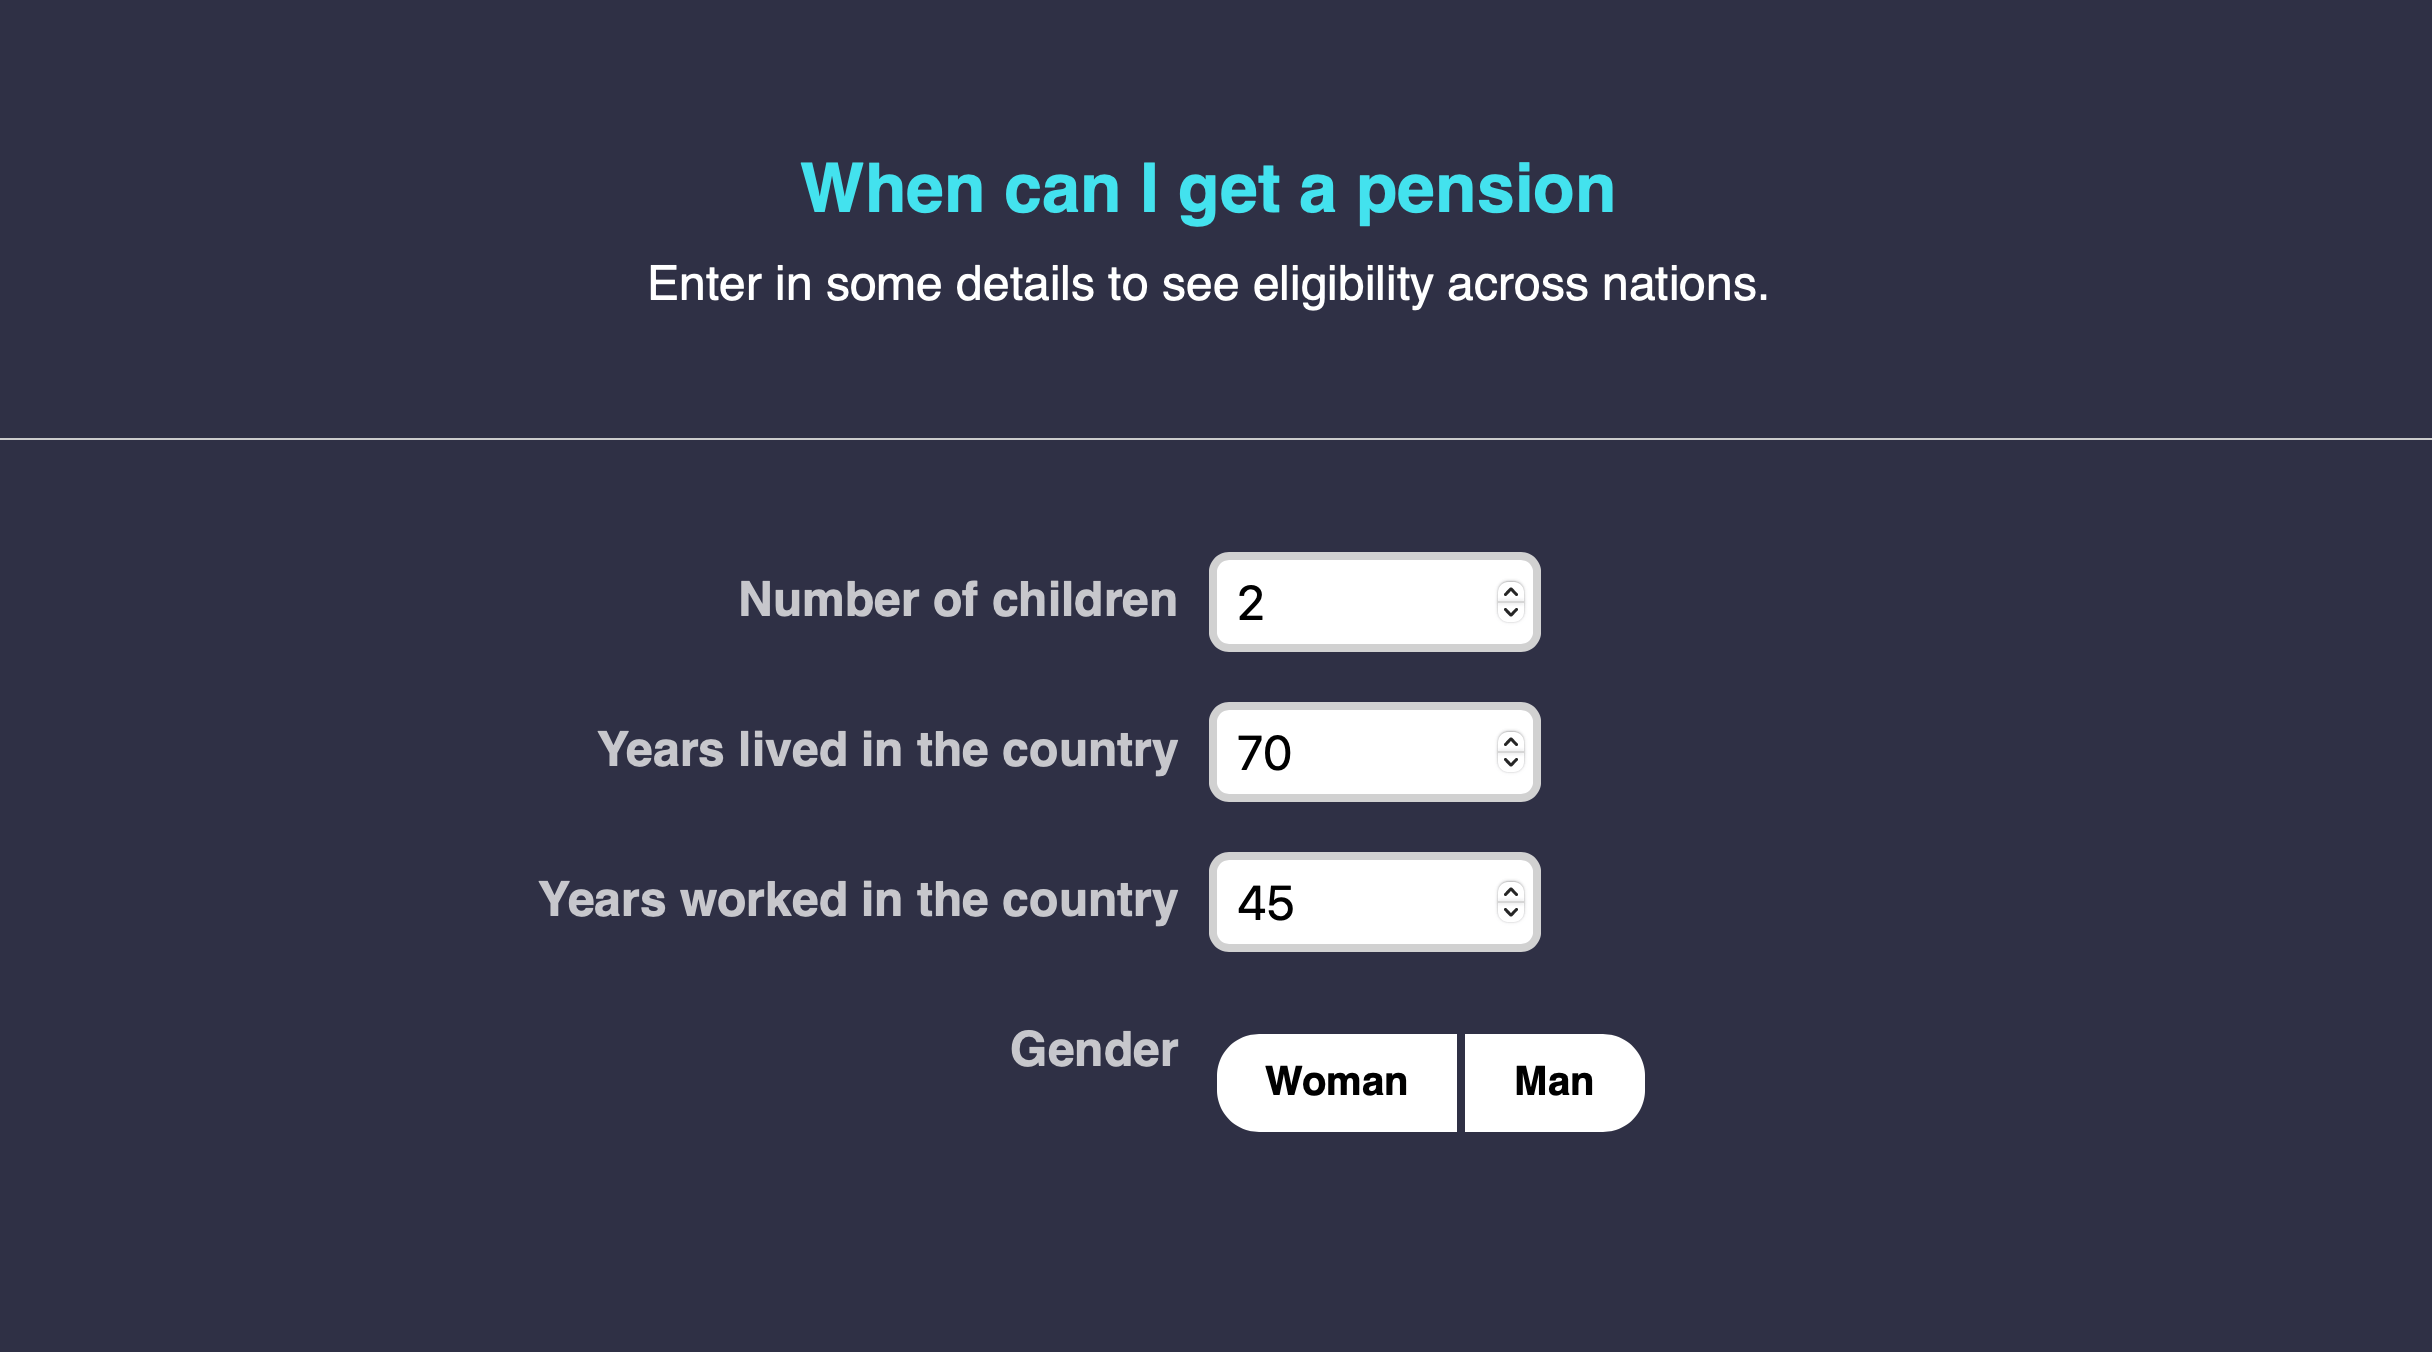 When can I get a pension
Enter in some details to see eligibility across nations.
Number of children 2
Years lived in the country 70
Years worked in the country 45
Gender Woman Man